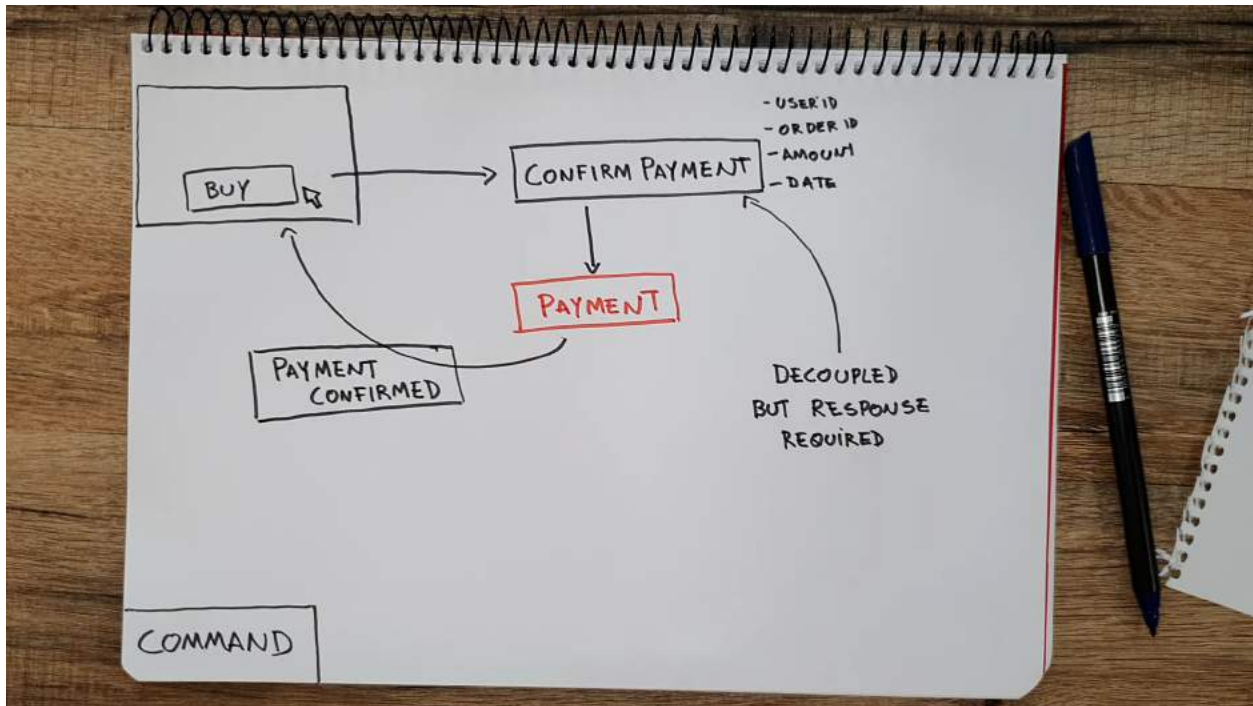 BUY
CONFIRM PAYMENT
- USER ID
- ORDER ID
- AMOUNT
- DATE
PAYMENT
PAYMENT
CONFIRMED
DECOUPLED
BUT RESPONSE
REQUIRED
COMMAND